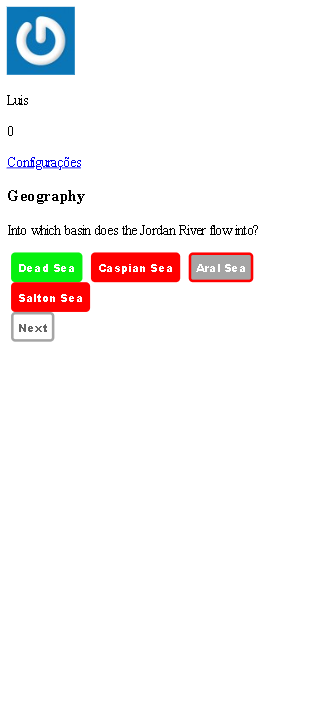 Luis
0
Configurações
Geography
Into which basin does the Jordan River flow into?
Dead Sea Caspian Sea Aral Sea
Salton Sea
Next